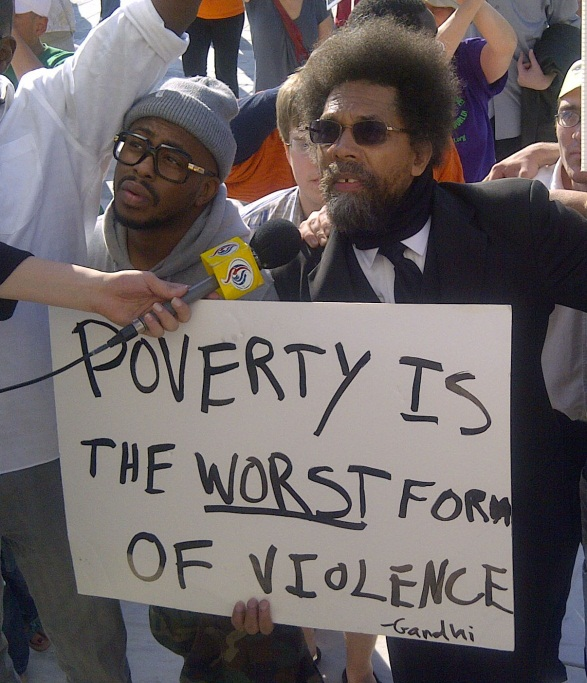 POVERTY IS
THE WORST FORM
OF VIOLENCE
-Gandhi